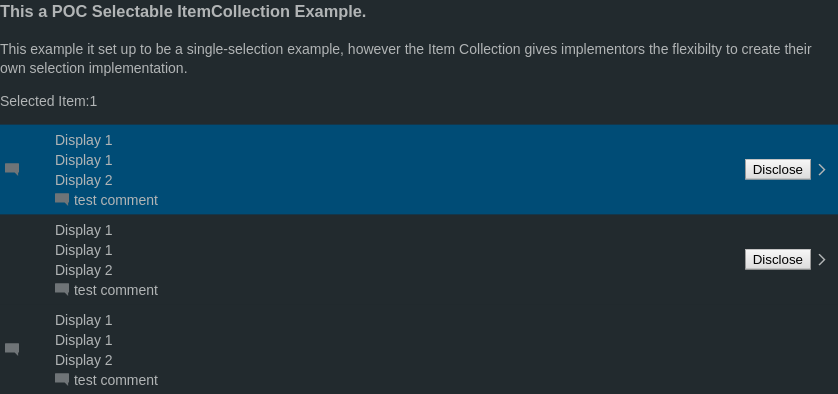 This a POC Selectable ItemCollection Example.
This example it set up to be a single-selection example, however the Item Collection gives implementors the flexibilty to create their
own selection implementation.
Selected Item:1
Display 1
Display 1
Disclose
Display 2
test comment
Display 1
Display 1
Disclose
Display 2
test comment
Display 1
Display 1
Display 2
test comment